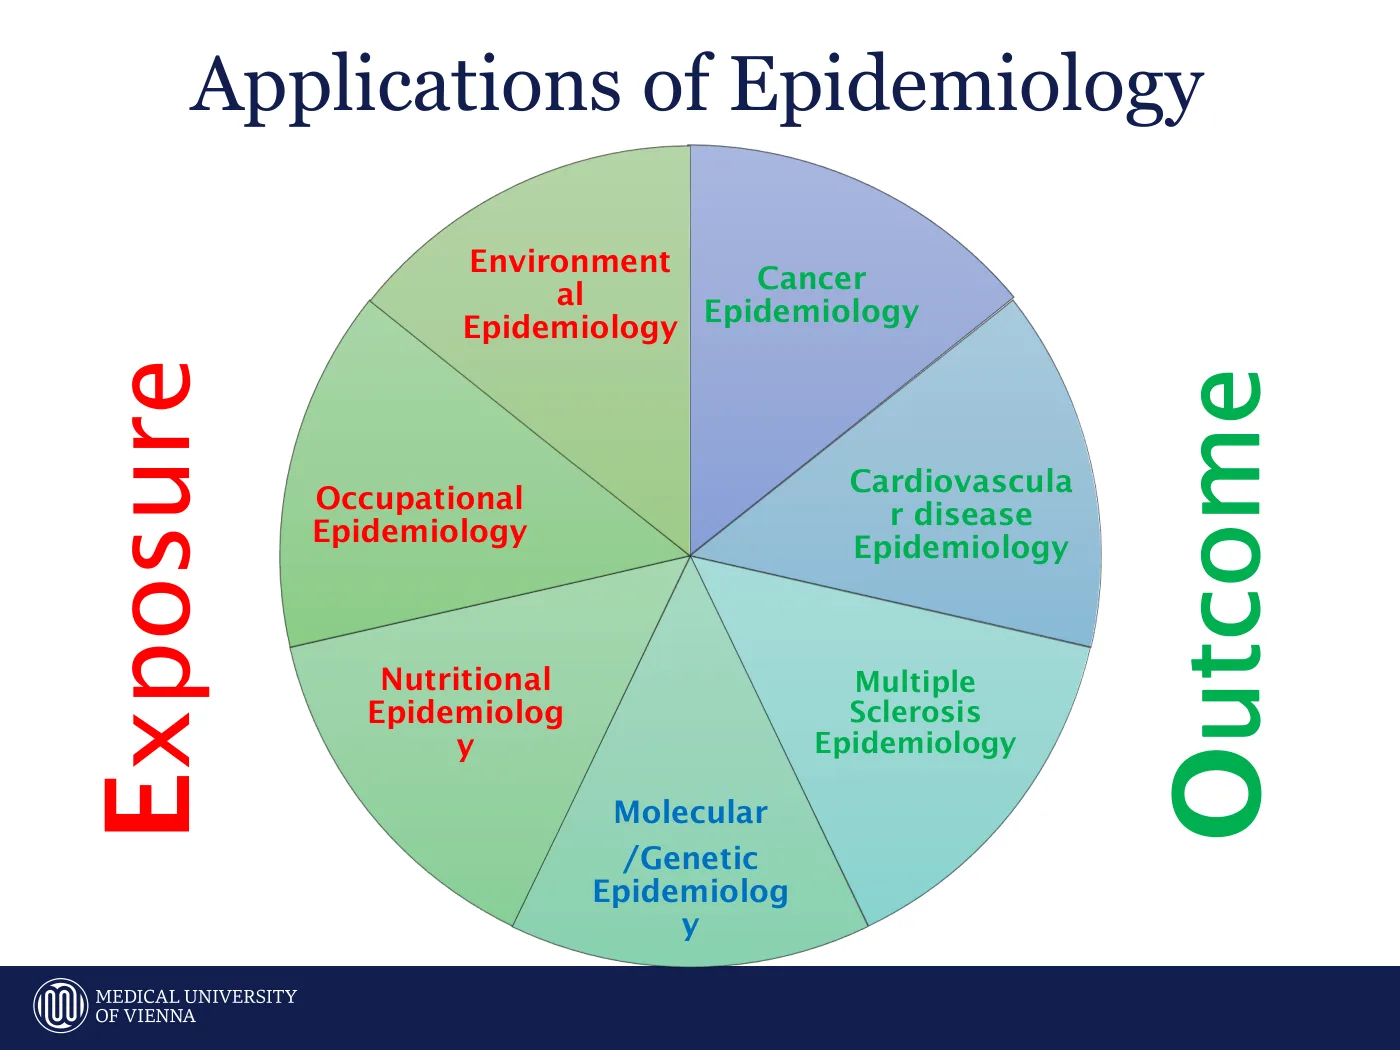 Applications of Epidemiology
Environment
al
Epidemiology
Cancer
Epidemiology
Exposure
Outcome
Occupational
Epidemiology
Cardiovascula
r disease
Epidemiology
Nutritional
Epidemiolog
y
Multiple
Sclerosis
Epidemiology
Molecular
/Genetic
Epidemiolog
y
MEDICAL UNIVERSITY
OF VIENNA